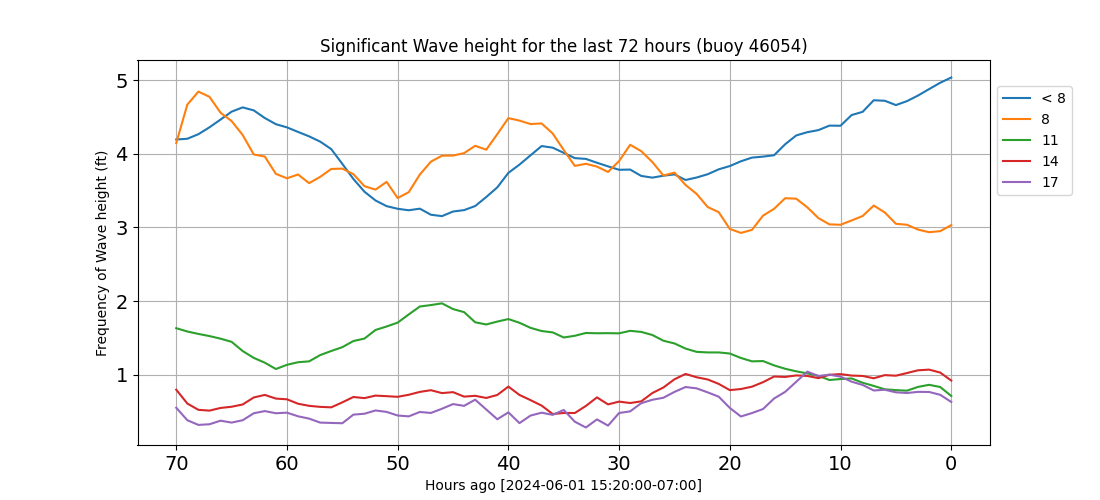 Significant Wave height for the last 72 hours (buoy 46054)
Frequency of Wave height (ft)
5
4
3
2
1
70 60 50 40 30 20 10 0
Hours ago [2024-06-01 15:20:00-07:00]
< 8
8
11
14
17